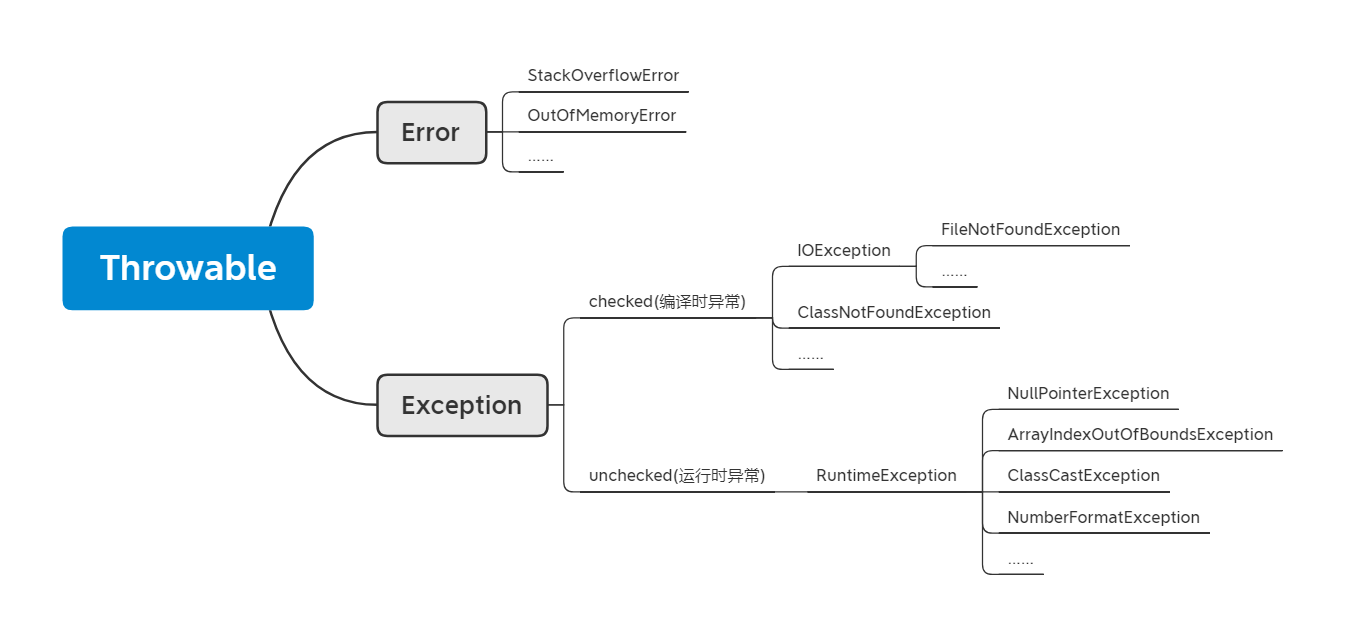 Throwable
Error
StackOverflowError
OutOfMemoryError
......
Exception
checked(编译时异常)
IOException
FileNotFoundException
......
ClassNotFoundException
......
unchecked(运行时异常)
RuntimeException
NullPointerException
ArrayIndexOutOfBoundsException
ClassCastException
NumberFormatException
......